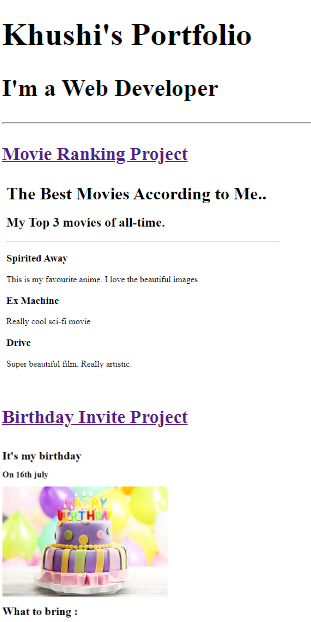 Khushi's Portfolio
I'm a Web Developer
Movie Ranking Project
The Best Movies According to Me..
My Top 3 movies of all-time.
Spirited Away
This is my favourite anime. I love the beautiful images.
Ex Machine
Really cool sci-fi movie
Drive
Super beautiful film. Really artistic.
Birthday Invite Project
It's my birthday
On 16th july
HAPPY
BIRTHDAY
What to bring :